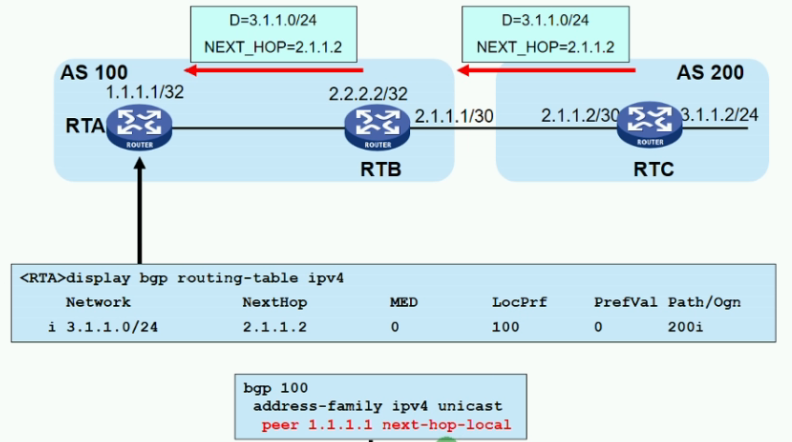 D=3.1.1.0/24
NEXT_HOP=2.1.1.2
D=3.1.1.0/24
NEXT_HOP=2.1.1.2
AS 100
AS 200
1.1.1.1/32
2.2.2.2/32
RTA
ROUTER
ROUTER
2.1.1.1/30
2.1.1.2/30
ROUTER
3.1.1.2/24
RTB
RTC
<RTA>display bgp routing-table ipv4
Network NextHop MED LocPrf PrefVal Path/Ogn
i 3.1.1.0/24 2.1.1.2 0 100 0 200i
bgp 100
address-family ipv4 unicast
peer 1.1.1.1 next-hop-local